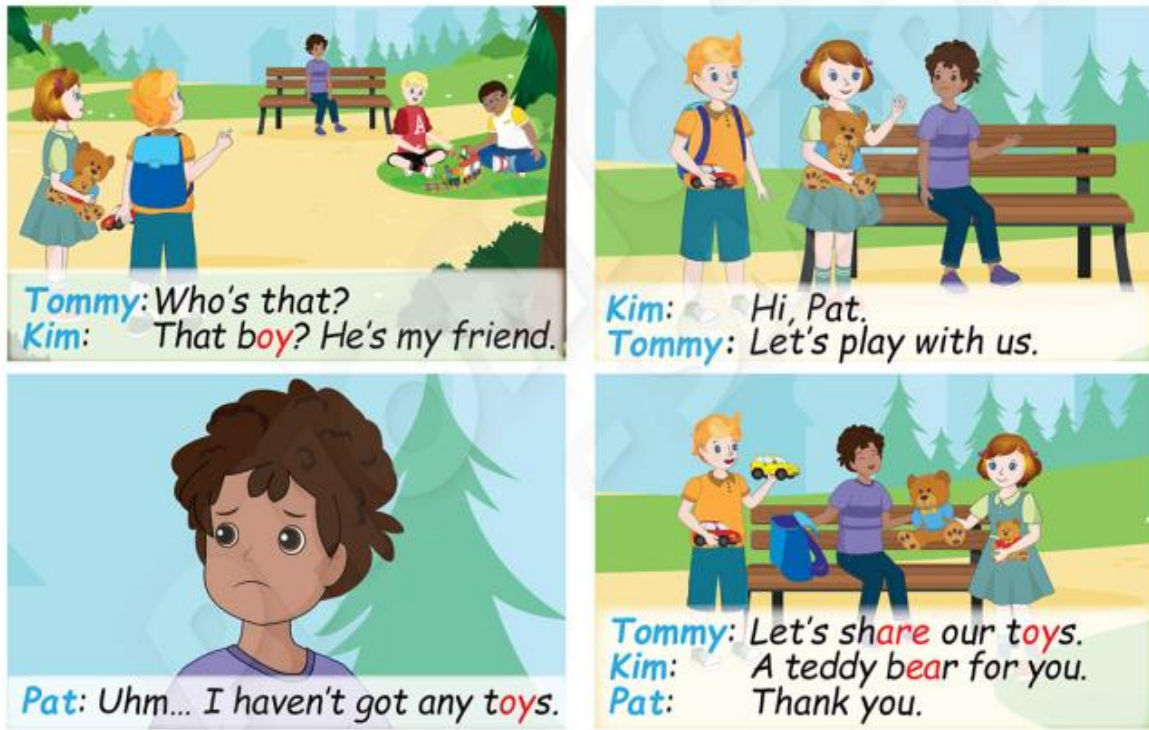 Tommy: Who's that?
Kim: That boy? He's my friend.
Kim: Hi, Pat.
Tommy: Let's play with us.
Pat: Uhm... I haven't got any toys.
A
Tommy: Let's share our toys.
Kim: A teddy bear for you.
Pat: Thank you.